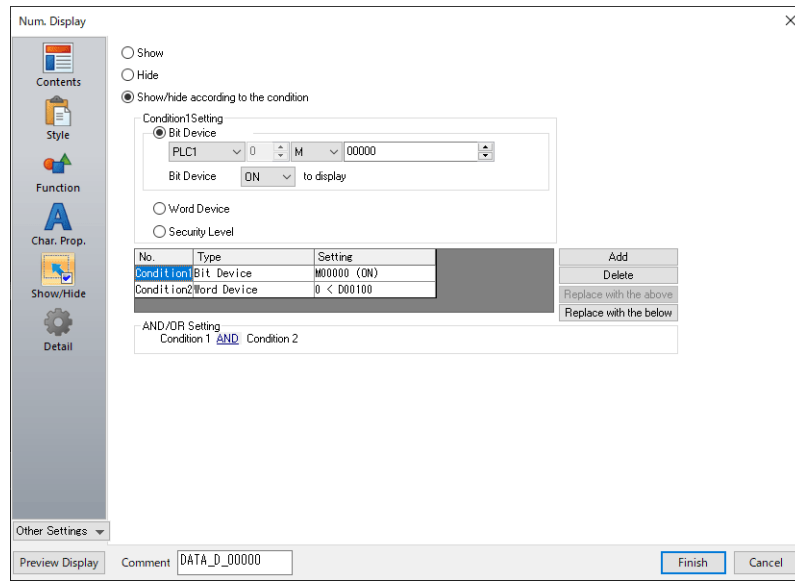 Num. Display
Contents
Style
Function
Char. Prop.
Show/Hide
Detail
Other Settings
Preview Display
Show
Hide
Show/hide according to the condition
Condition1Setting
Bit Device
PLC1 0 M 00000
Bit Device ON to display
Word Device
Security Level
No. Type Setting
Condition1 Bit Device M00000 (ON)
Condition2 Word Device 0 < D00100
Add
Delete
Replace with the above
Replace with the below
AND/OR Setting
Condition 1 AND Condition 2
Comment DATA_D_00000
Finish Cancel